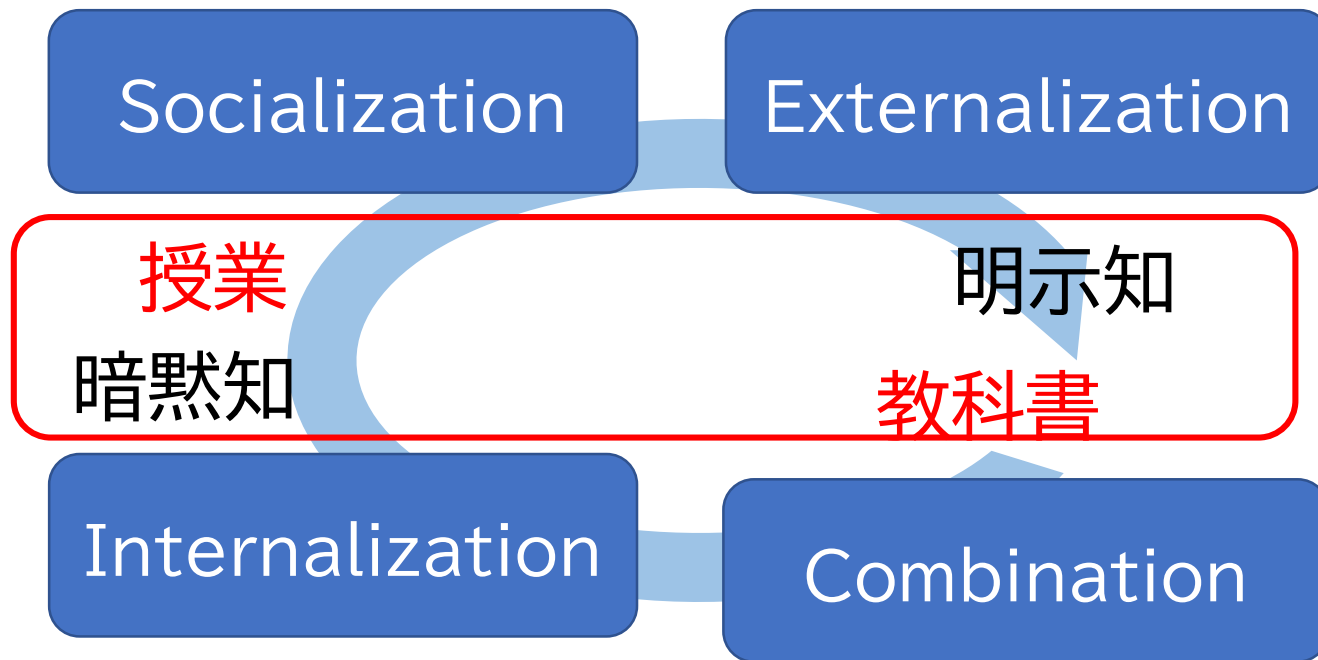 Socialization
Externalization
授業
明示知
暗黙知
教科書
Internalization
Combination